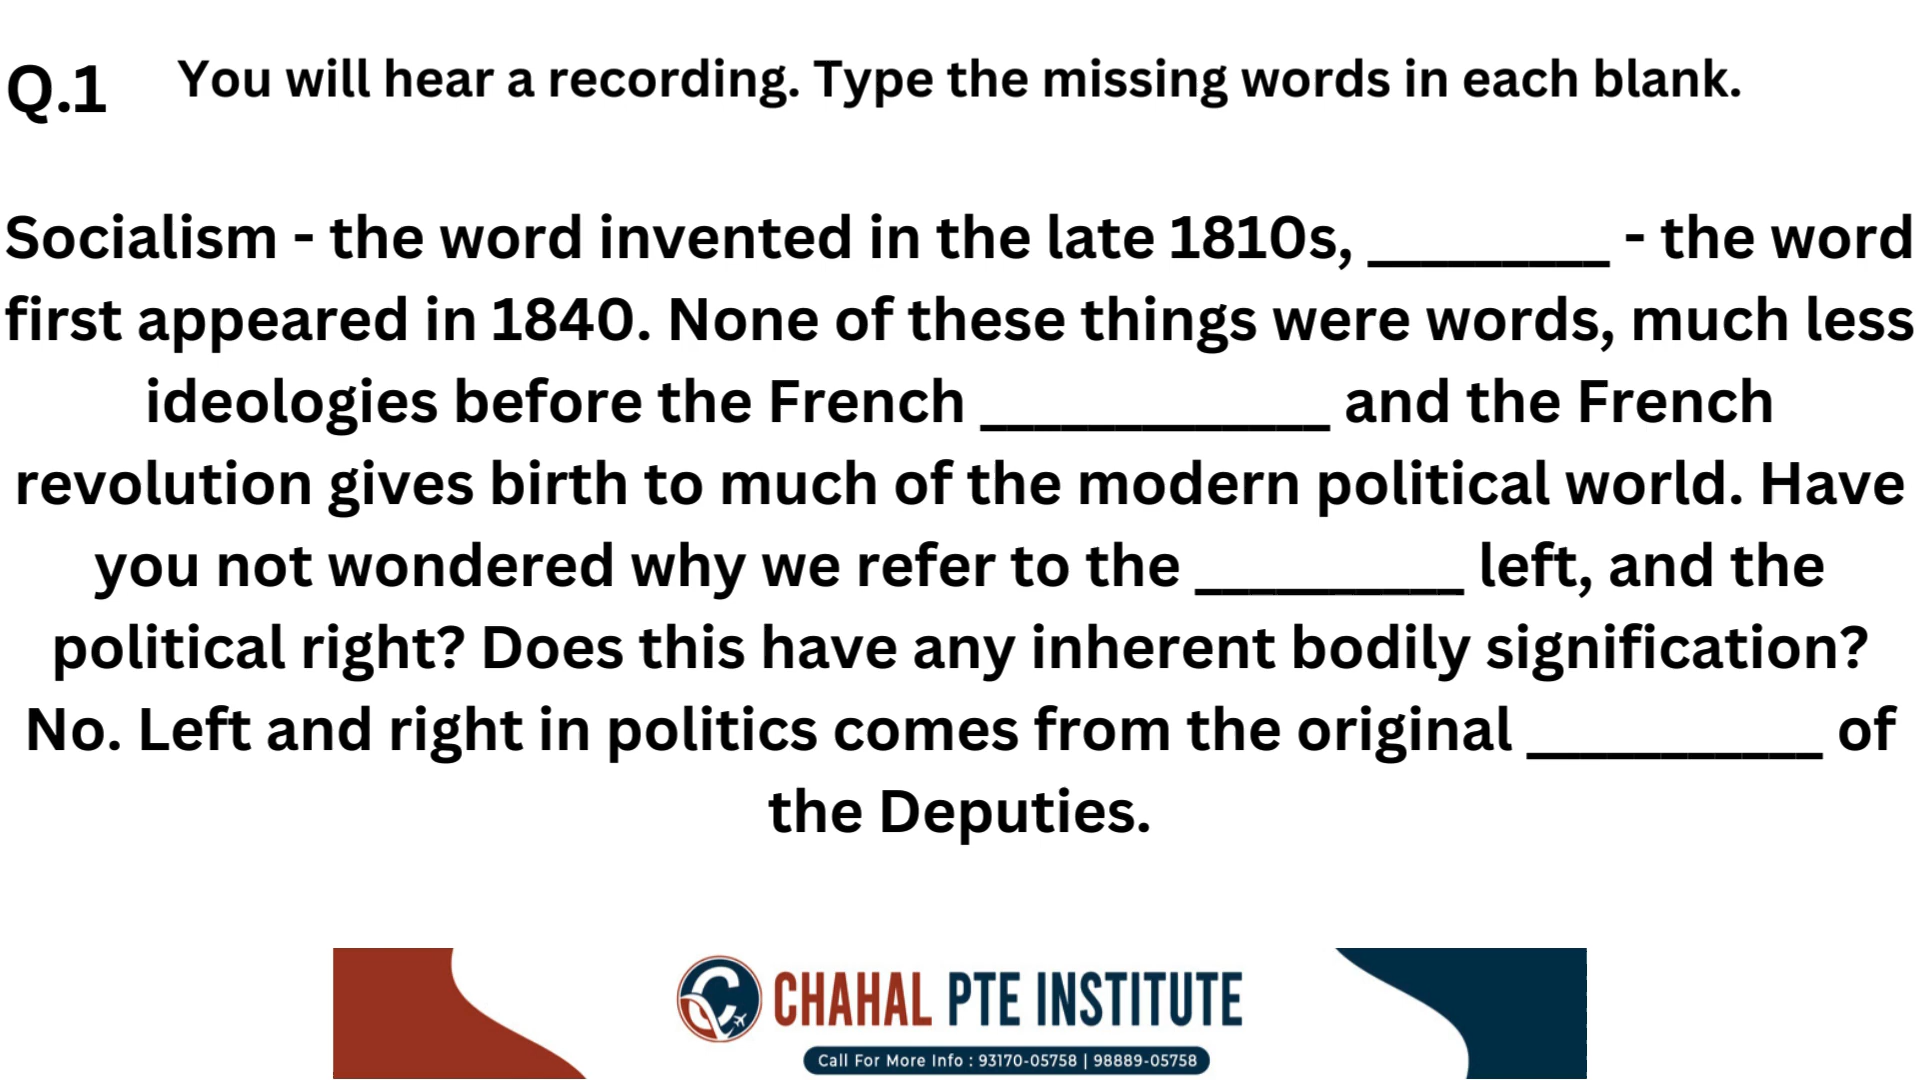 Q.1 You will hear a recording. Type the missing words in each blank.
Socialism - the word invented in the late 1810s, _________ - the word
first appeared in 1840. None of these things were words, much less
ideologies before the French _____________ and the French
revolution gives birth to much of the modern political world. Have
you not wondered why we refer to the __________ left, and the
political right? Does this have any inherent bodily signification?
No. Left and right in politics comes from the original ___________ of
the Deputies.
CHAHAL PTE INSTITUTE
Call For More Info : 93170-05758 | 98889-05758